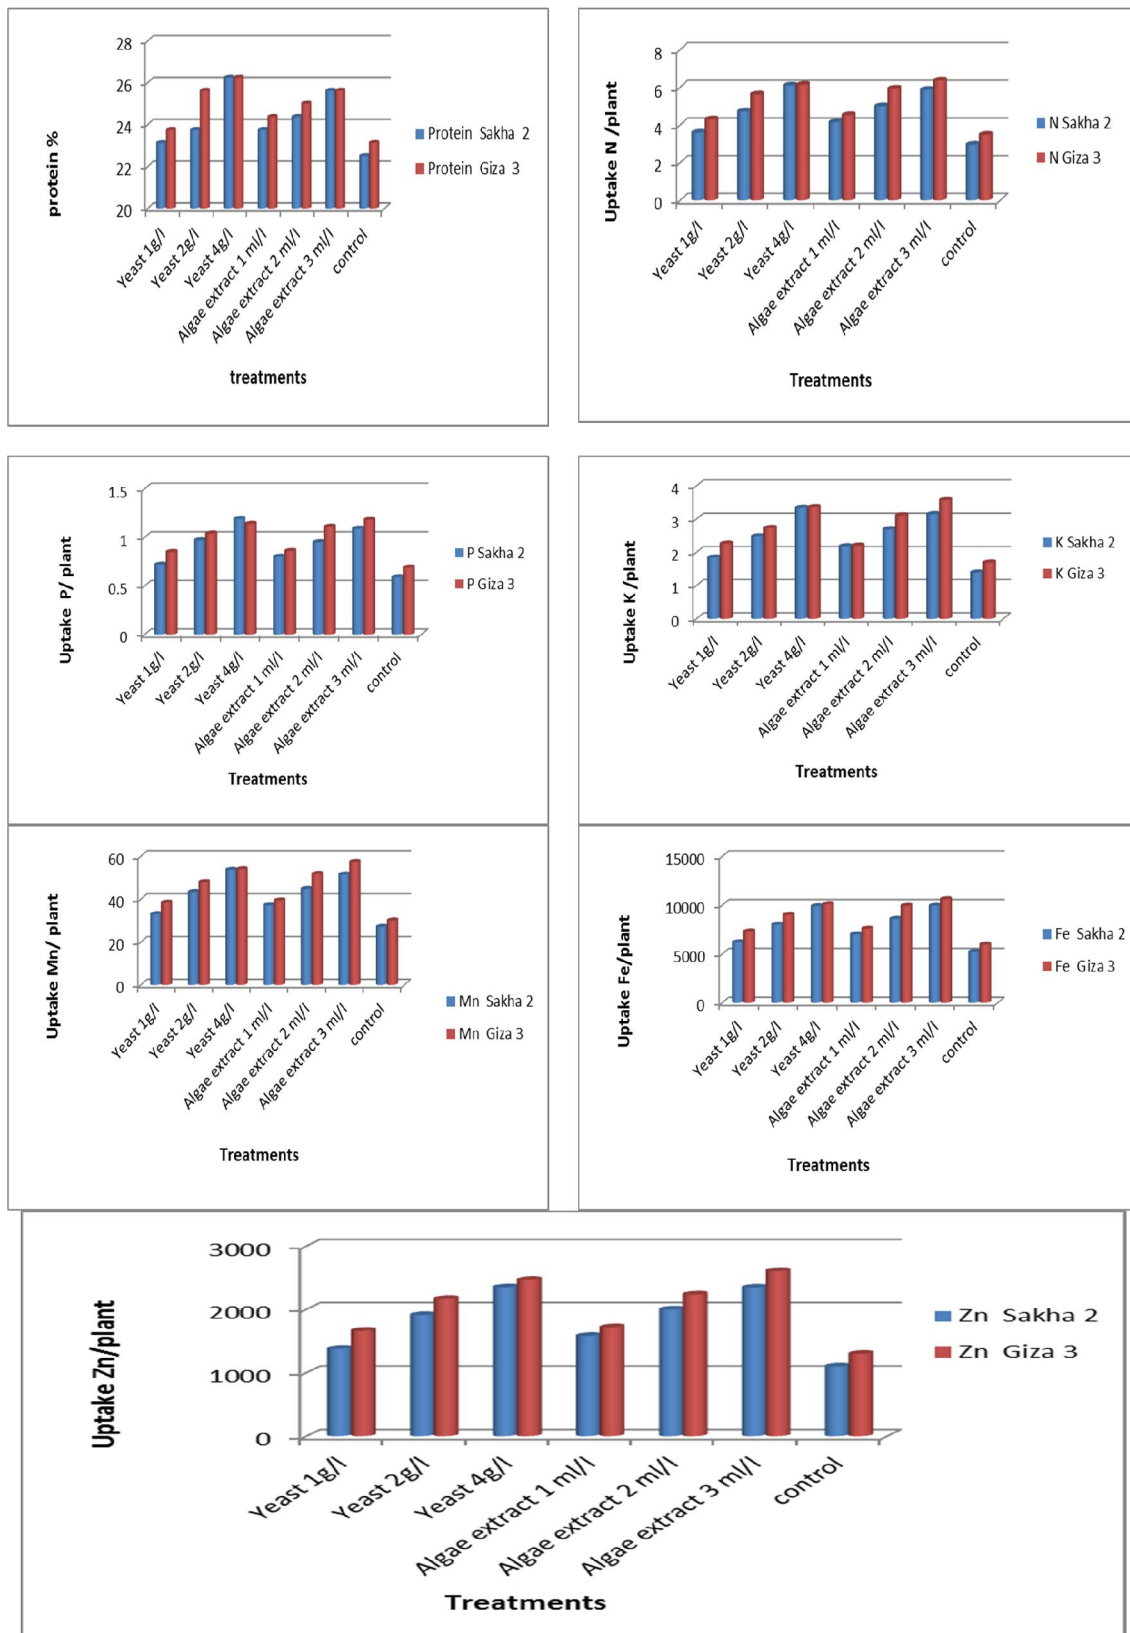 28
26
24
22
20
protein %
Yeast 1g/l
Yeast 2g/l
Yeast 4g/l
Algae extract 1 ml/l
Algae extract 2 ml/l
Algae extract 3 ml/l
control
treatments
Protein Sakha 2
Protein Giza 3
8
6
4
2
0
Uptake N /plant
Yeast 1g/l
Yeast 2g/l
Yeast 4g/l
Algae extract 1 ml/l
Algae extract 2 ml/l
Algae extract 3 ml/l
control
Treatments
N Sakha 2
N Giza 3
1.5
1
0.5
0
Uptake P/ plant
Yeast 1g/l
Yeast 2g/l
Yeast 4g/l
Algae extract 1 ml/l
Algae extract 2 ml/l
Algae extract 3 ml/l
control
Treatments
P Sakha 2
P Giza 3
4
3
2
1
0
Uptake K /plant
Yeast 1g/l
Yeast 2g/l
Yeast 4g/l
Algae extract 1 ml/l
Algae extract 2 ml/l
Algae extract 3 ml/l
control
Treatments
K Sakha 2
K Giza 3
60
40
20
0
Uptake Mn/ plant
Yeast 1g/l
Yeast 2g/l
Yeast 4g/l
Algae extract 1 ml/l
Algae extract 2 ml/l
Algae extract 3 ml/l
control
Treatments
Mn Sakha 2
Mn Giza 3
15000
10000
5000
0
Uptake Fe/plant
Yeast 1g/l
Yeast 2g/l
Yeast 4g/l
Algae extract 1 ml/l
Algae extract 2 ml/l
Algae extract 3 ml/l
control
Treatments
Fe Sakha 2
Fe Giza 3
3000
2000
1000
0
Uptake Zn/plant
Yeast 1g/l
Yeast 2g/l
Yeast 4g/l
Algae extract 1 ml/l
Algae extract 2 ml/l
Algae extract 3 ml/l
control
Treatments
Zn Sakha 2
Zn Giza 3